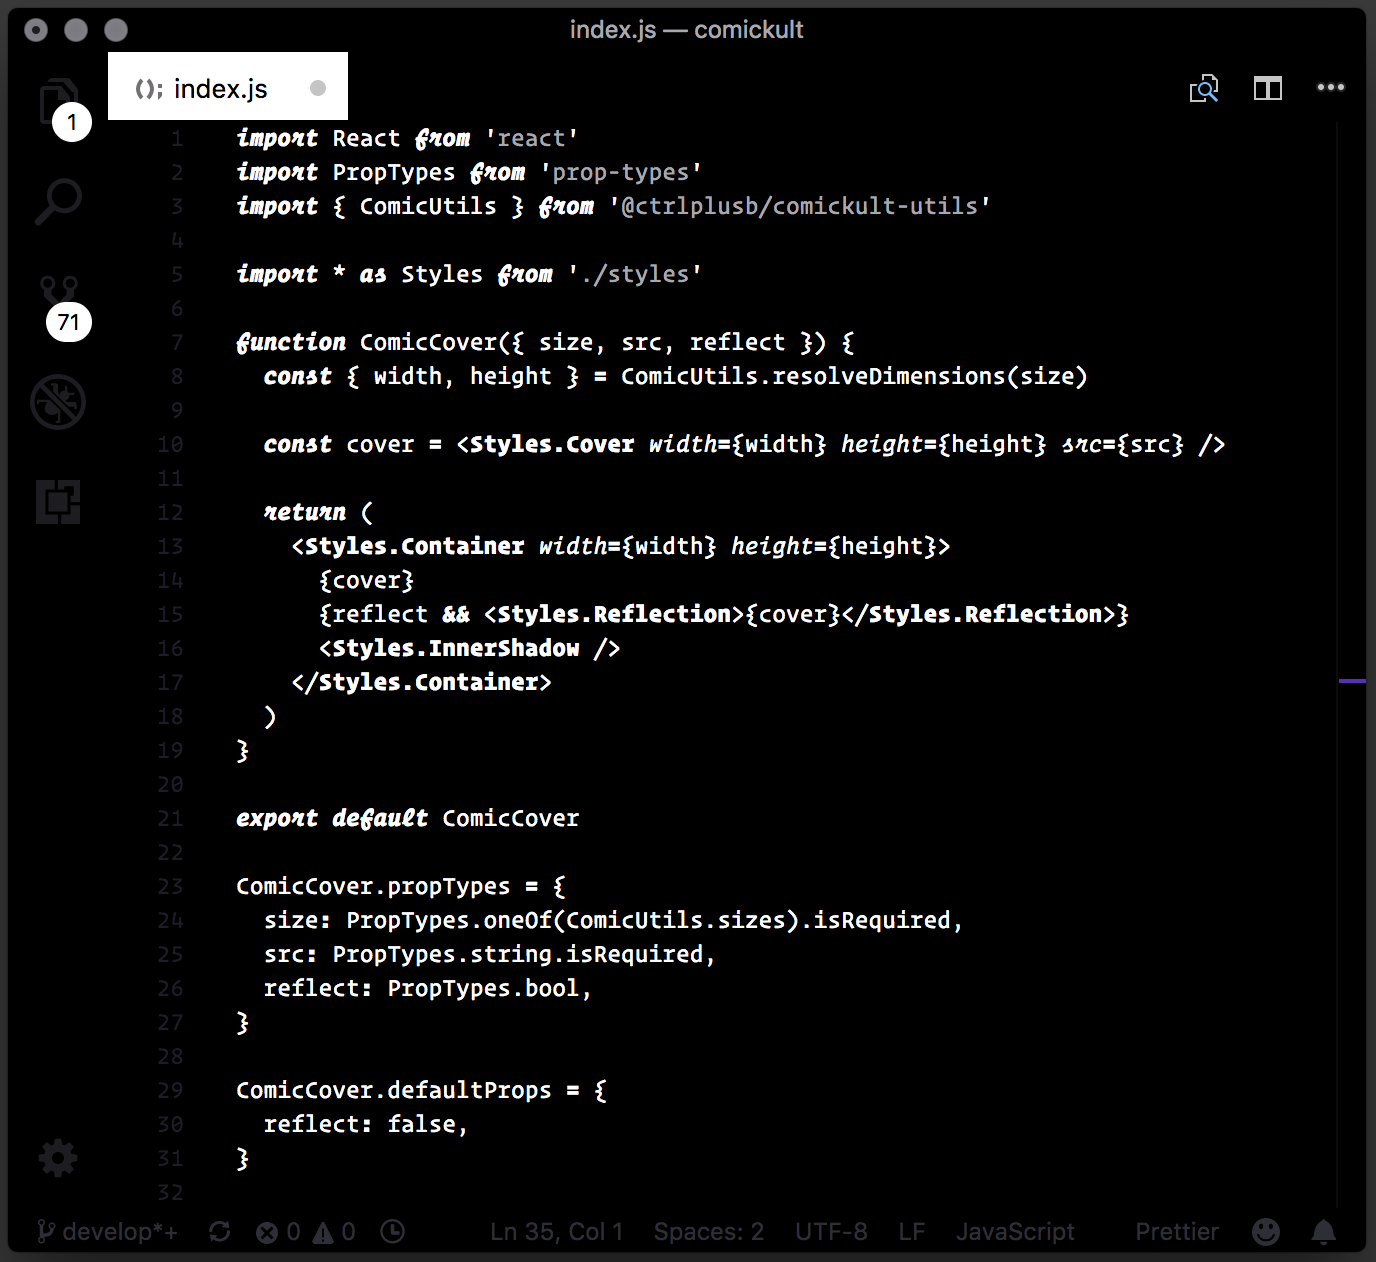 index.js — comickult
(); index.js
1
71
1 import React from 'react'
2 import PropTypes from 'prop-types'
3 import { ComicUtils } from '@ctrlplusb/comickult-utils'
4
5 import * as Styles from './styles'
6
7 function ComicCover({ size, src, reflect }) {
8   const { width, height } = ComicUtils.resolveDimensions(size)
9
10   const cover = <Styles.Cover width={width} height={height} src={src} />
11
12   return (
13     <Styles.Container width={width} height={height}>
14       {cover}
15       {reflect && <Styles.Reflection>{cover}</Styles.Reflection>}
16       <Styles.InnerShadow />
17     </Styles.Container>
18   )
19 }
20
21 export default ComicCover
22
23 ComicCover.propTypes = {
24   size: PropTypes.oneOf(ComicUtils.sizes).isRequired,
25   src: PropTypes.string.isRequired,
26   reflect: PropTypes.bool,
27 }
28
29 ComicCover.defaultProps = {
30   reflect: false,
31 }
32
develop*+ 0 0 Ln 35, Col 1 Spaces: 2 UTF-8 LF JavaScript Prettier